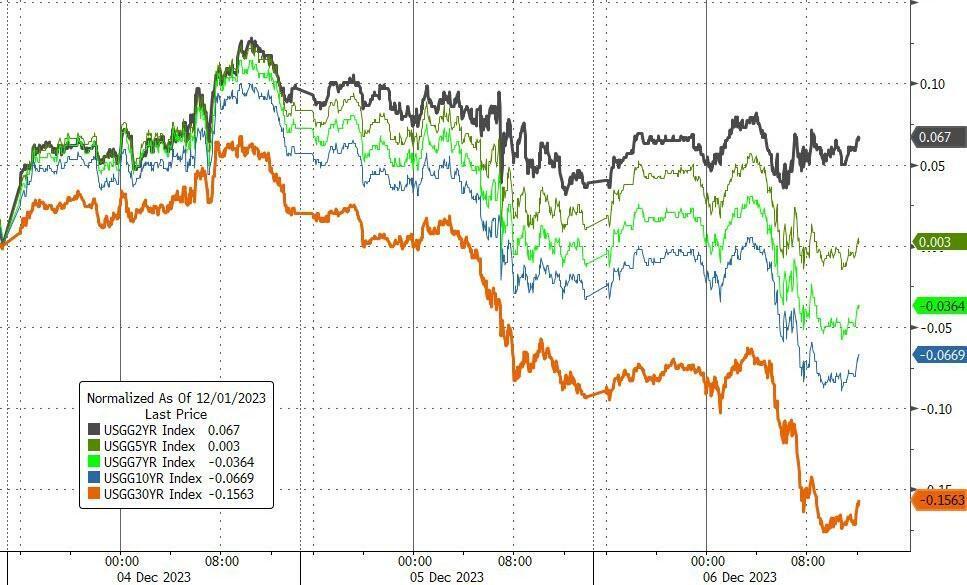 0.10
0.067
0.05
0.003
-0.0364
-0.05
-0.0669
-0.10
-0.1563
Normalized As Of 12/01/2023
Last Price
USGG2YR Index 0.067
USGG5YR Index 0.003
USGG7YR Index -0.0364
USGG10YR Index -0.0669
USGG30YR Index -0.1563
00:00 08:00 00:00 08:00 00:00 08:00
04 Dec 2023 05 Dec 2023 06 Dec 2023